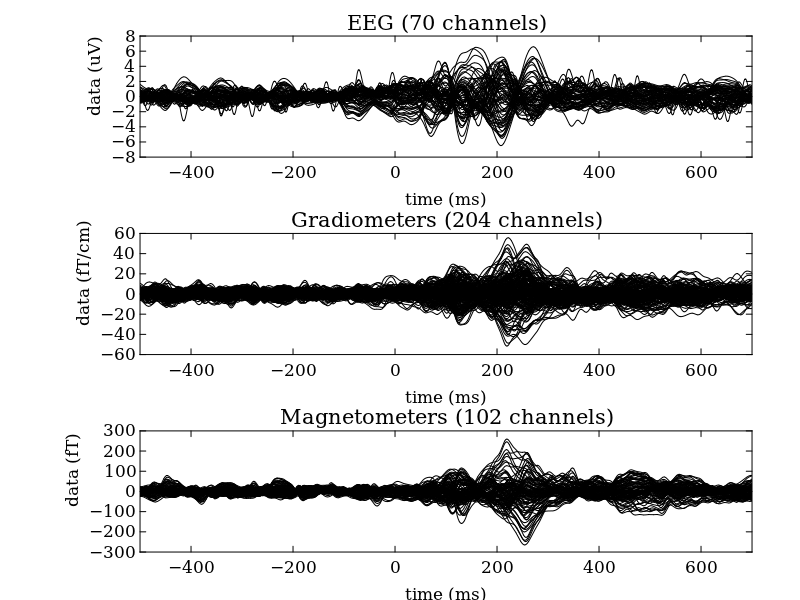 EEG (70 channels)
data (uV)
8
6
4
2
0
−2
−4
−6
−8
−400 −200 0 200 400 600
time (ms)
Gradiometers (204 channels)
data (fT/cm)
60
40
20
0
−20
−40
−60
−400 −200 0 200 400 600
time (ms)
Magnetometers (102 channels)
data (fT)
300
200
100
0
−100
−200
−300
−400 −200 0 200 400 600
time (ms)